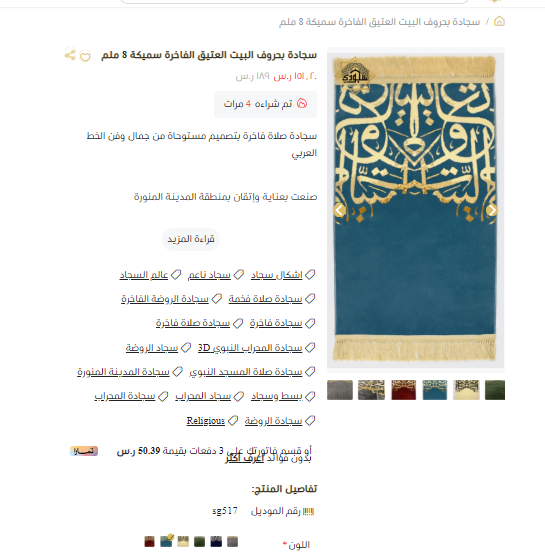 سجادة بحروف البيت العتيق الفاخرة سميكة 8 ملم /
سجادة بحروف البيت العتيق الفاخرة سميكة 8 ملم
١٥١٫٢٠ ر.س ١٨٩ ر.س
تم شراءه 4 مرات
سجادة صلاة فاخرة بتصميم مستوحاة من جمال وفن الخط
العربي
صنعت بعناية وإتقان بمنطقة المدينة المنورة
قراءة المزيد
اشكال سجاد سجاد ناعم عالم السجاد
سجادة صلاة فخمة سجادة الروضة الفاخرة
سجادة فاخرة سجادة صلاة فاخرة
سجادة المحراب النبوي 3D سجاد الروضة
سجادة صلاة المسجد النبوي سجادة المدينة المنورة
بسط وسجاد سجاد المحراب سجادة المحراب
سجادة الروضة Religious
أو قسم فاتورتك على 3 دفعات بقيمة 50.39 ر.س
بدون فوائد اعرف أكثر
تمارا
تفاصيل المنتج:
رقم الموديل sg517
اللون *